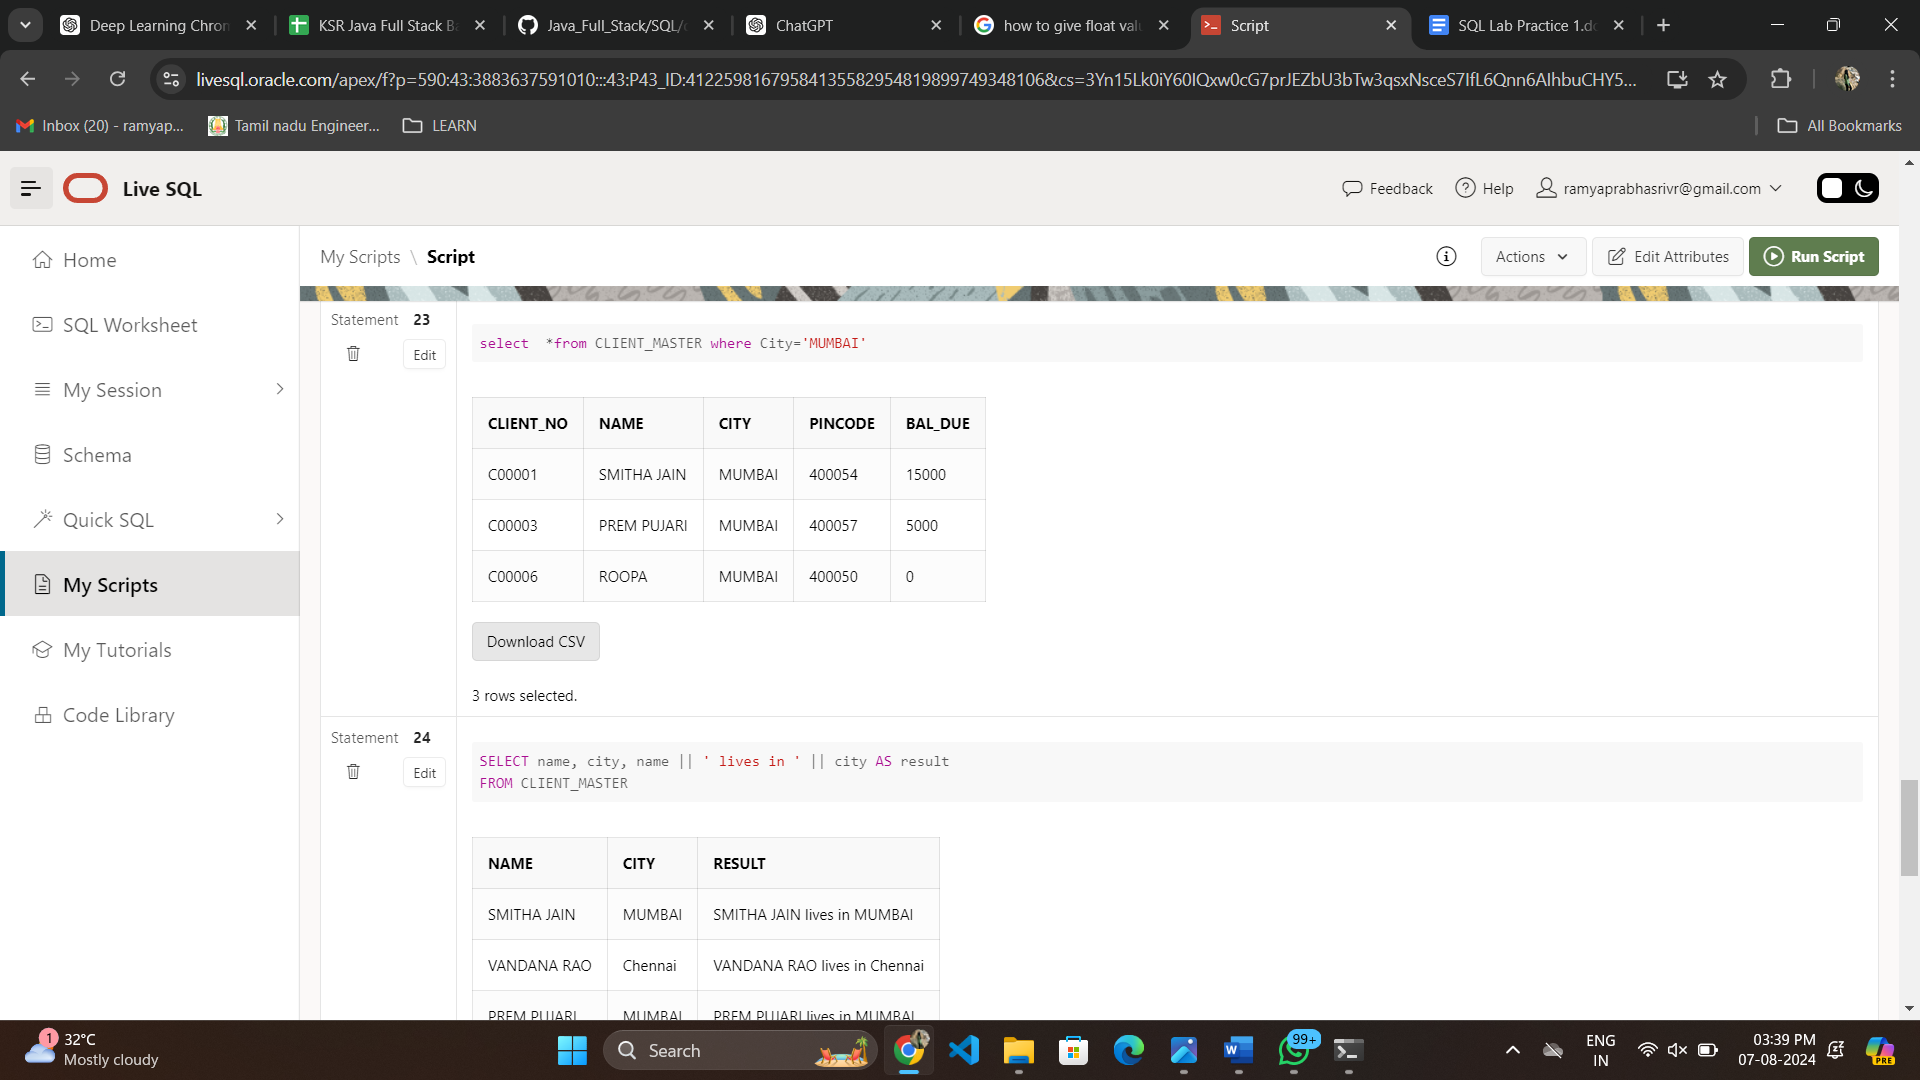 Deep Learning Chron
KSR Java Full Stack Ba
Java_Full_Stack/SQL/
ChatGPT
how to give float val
Script
SQL Lab Practice 1.do
livesql.oracle.com/apex/f?p=590:43:3883637591010:::43:P43_ID:41225981679584135582954819899749348106&cs=3Yn15Lk0iY60IQxw0cG7prJEZbU3bTw3qsxNsceS7IfL6Qnn6AIhbuCHY5...
Inbox (20) - ramyap...
Tamil nadu Engineer...
LEARN
All Bookmarks
Live SQL
Feedback
Help
ramyaprabhasrivr@gmail.com
Home
SQL Worksheet
My Session
Schema
Quick SQL
My Scripts
My Tutorials
Code Library
My Scripts \ Script
Actions
Edit Attributes
Run Script
Statement 23
Edit
select  *from CLIENT_MASTER where City='MUMBAI'
CLIENT_NO NAME CITY PINCODE BAL_DUE
C00001 SMITHA JAIN MUMBAI 400054 15000
C00003 PREM PUJARI MUMBAI 400057 5000
C00006 ROOPA MUMBAI 400050 0
Download CSV
3 rows selected.
Statement 24
Edit
SELECT name, city, name || ' lives in ' || city AS result
FROM CLIENT_MASTER
NAME CITY RESULT
SMITHA JAIN MUMBAI SMITHA JAIN lives in MUMBAI
VANDANA RAO Chennai VANDANA RAO lives in Chennai
PREM PUJARI MUMBAI PREM PUJARI lives in MUMBAI
1
32°C
Mostly cloudy
Search
99+
ENG
IN
03:39 PM
07-08-2024
PRE